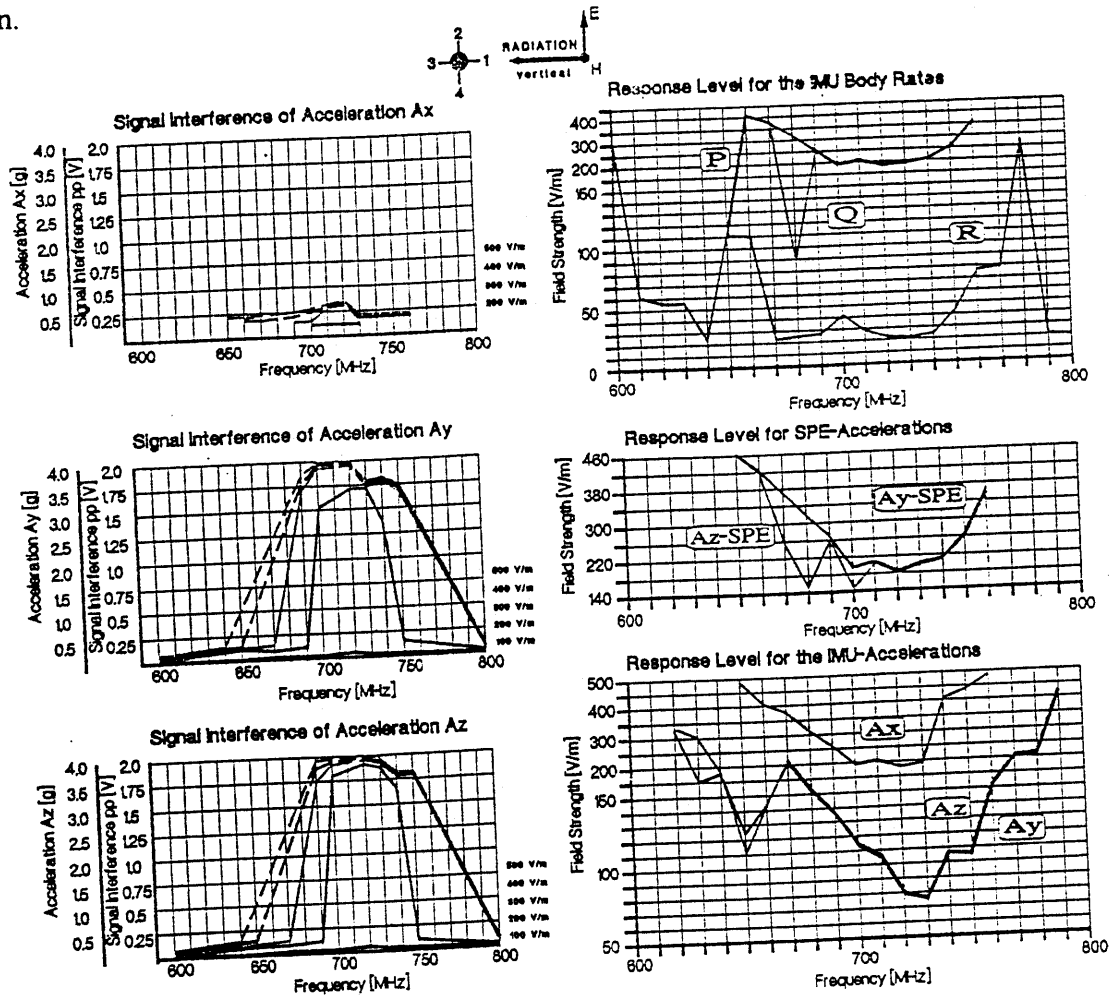 n.
2
3 1
4
RADIATION
vertical
E
H
Signal Interference of Acceleration Ax
Acceleration Ax [g]
4.0
3.5
3.0
2.5
2.0
1.5
1.0
0.5
Signal Interference pp [V]
2.0
1.75
1.5
1.25
1.0
0.75
0.5
0.25
400 V/m
200 V/m
600 650 700 750 800
Frequency [MHz]
Response Level for the IMU Body Rates
Field Strength [V/m]
400
300
200
150
100
50
0
P
Q
R
600 700 800
Frequency [MHz]
Signal Interference of Acceleration Ay
Acceleration Ay [g]
4.0
3.5
3.0
2.5
2.0
1.5
1.0
0.5
Signal Interference pp [V]
2.0
1.75
1.5
1.25
1.0
0.75
0.5
0.25
400 V/m
200 V/m
100 V/m
600 650 700 750 800
Frequency [MHz]
Response Level for SPE-Accelerations
Field Strength [V/m]
460
380
300
220
140
Az-SPE
Ay-SPE
600 700 800
Frequency [MHz]
Signal Interference of Acceleration Az
Acceleration Az [g]
4.0
3.5
3.0
2.5
2.0
1.5
1.0
0.5
Signal Interference pp [V]
2.0
1.75
1.5
1.25
1.0
0.75
0.5
0.25
200 V/m
100 V/m
600 650 700 750 800
Frequency [MHz]
Response Level for the IMU-Accelerations
Field Strength [V/m]
500
400
300
200
150
100
50
Ax
Az
Ay
600 700 800
Frequency [MHz]